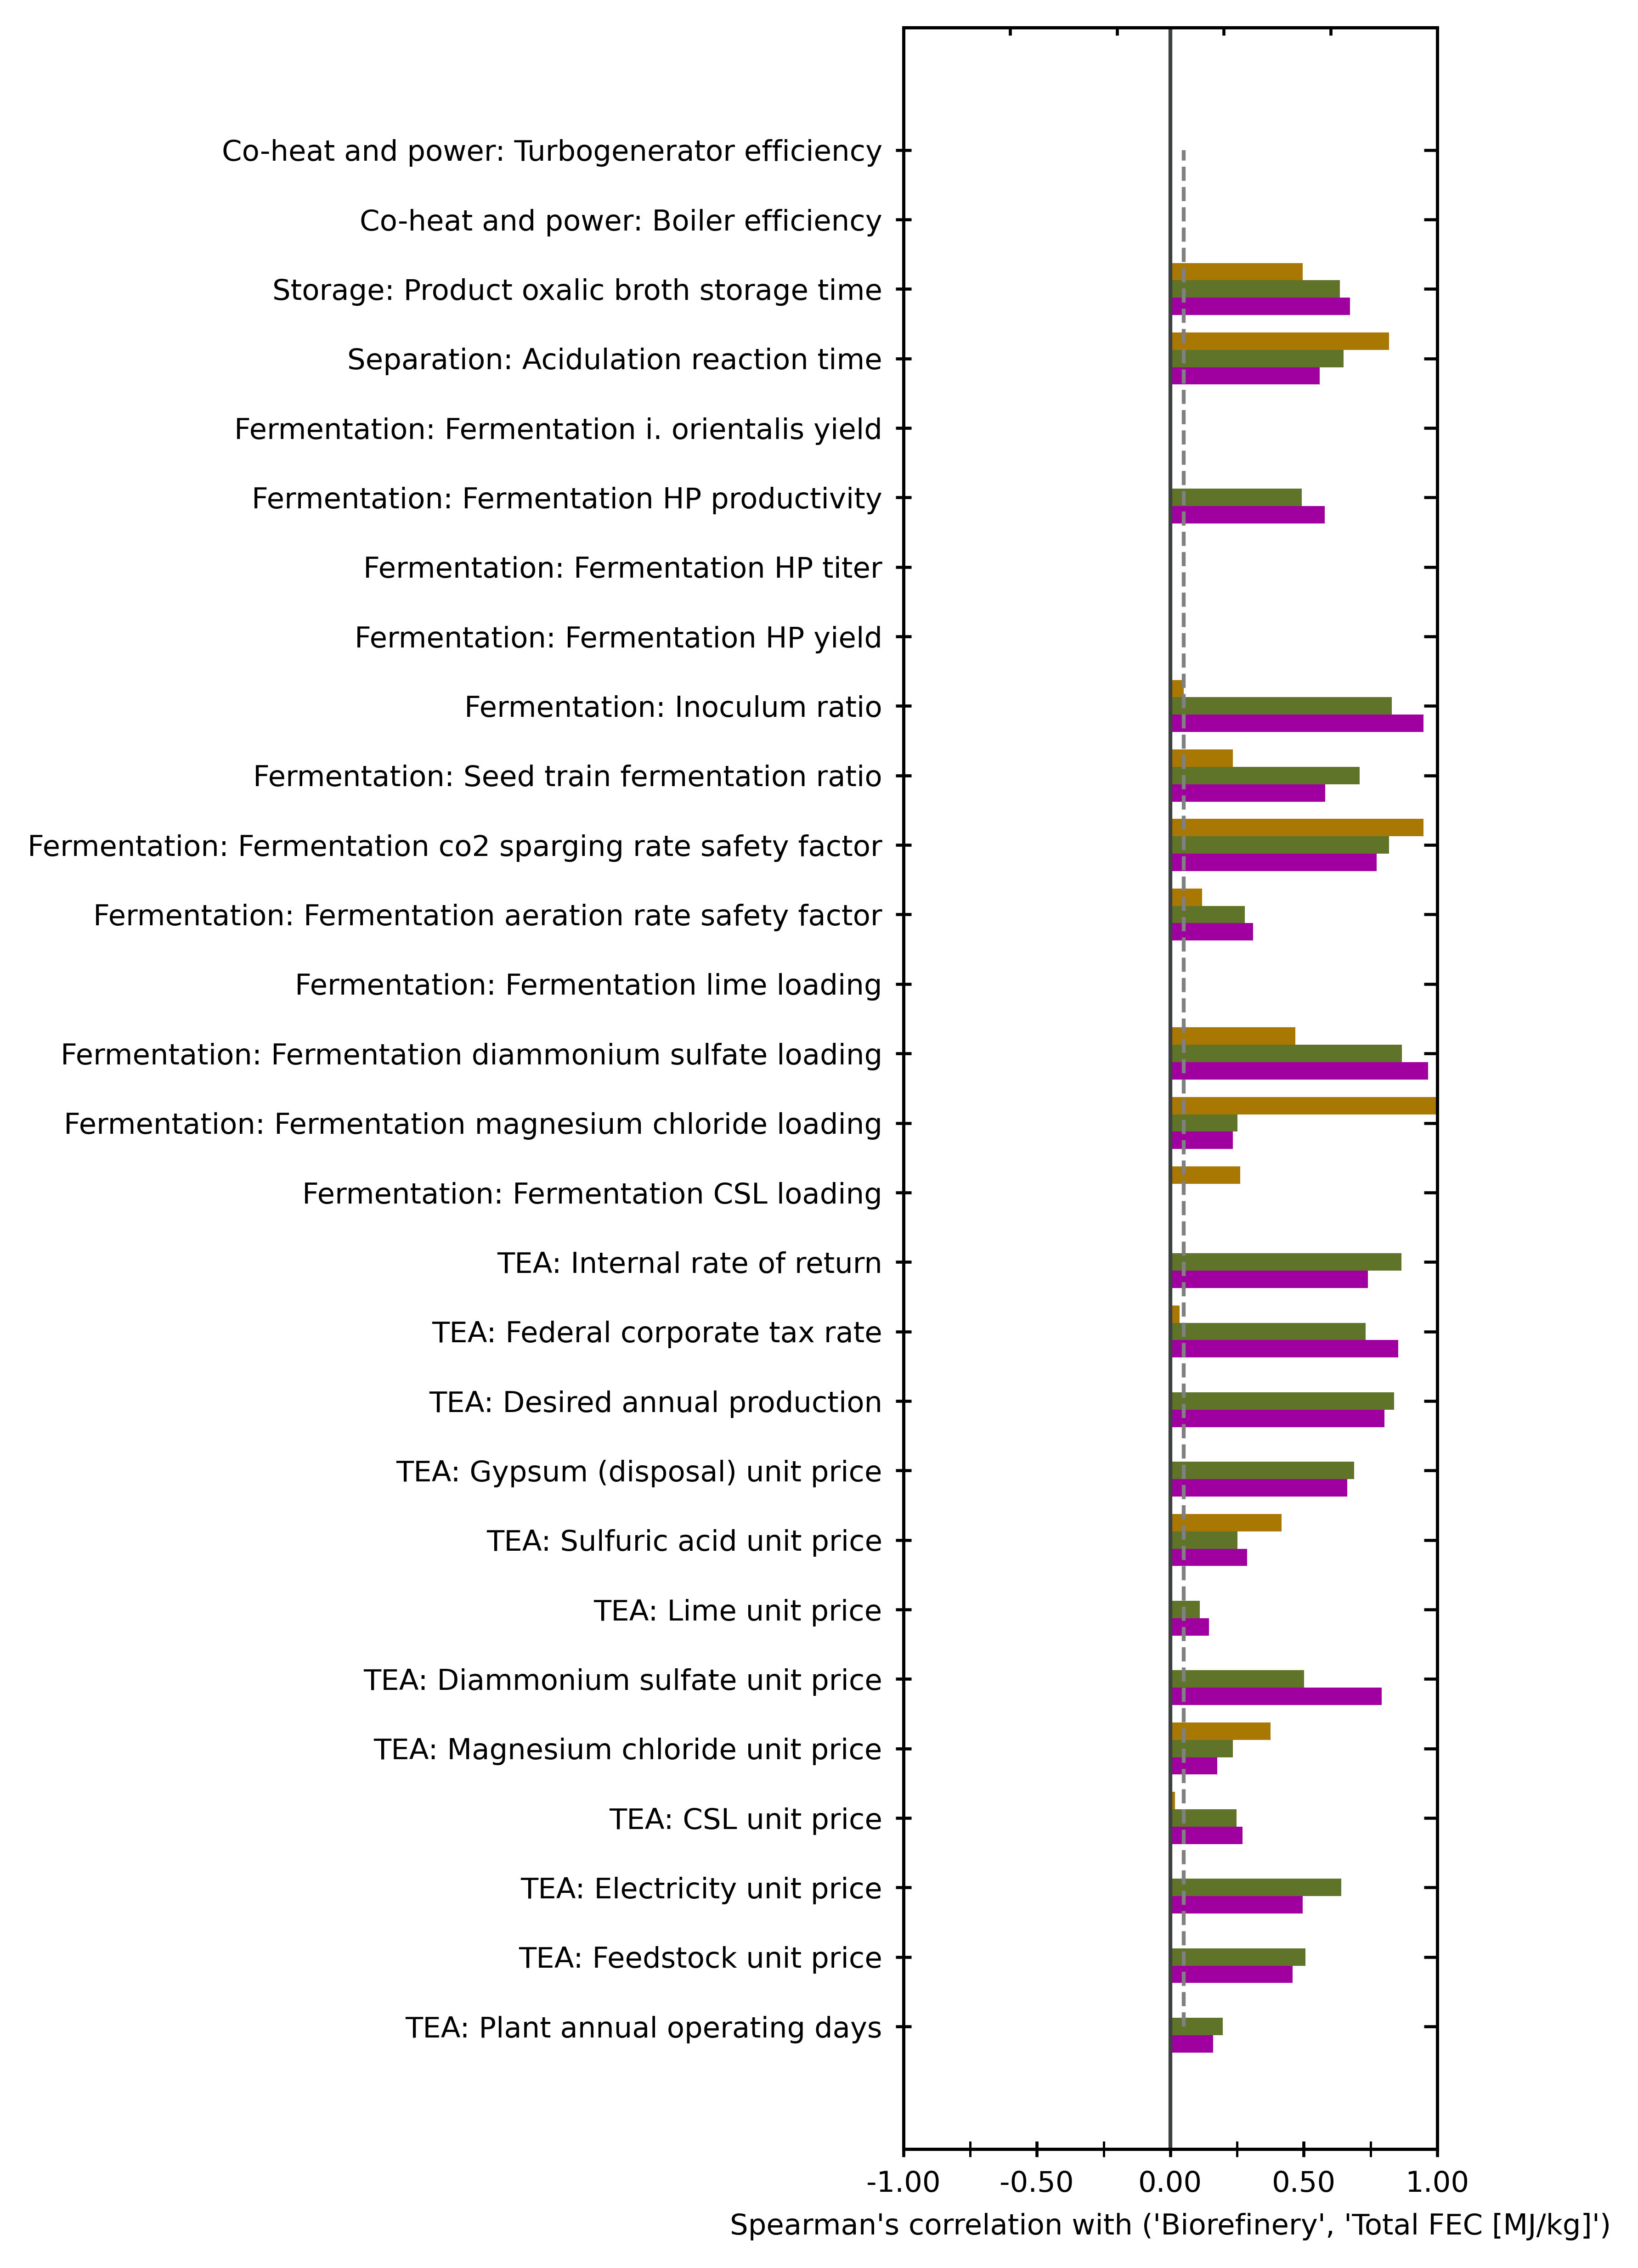 Co-heat and power: Turbogenerator efficiency
Co-heat and power: Boiler efficiency
Storage: Product oxalic broth storage time
Separation: Acidulation reaction time
Fermentation: Fermentation i. orientalis yield
Fermentation: Fermentation HP productivity
Fermentation: Fermentation HP titer
Fermentation: Fermentation HP yield
Fermentation: Inoculum ratio
Fermentation: Seed train fermentation ratio
Fermentation: Fermentation co2 sparging rate safety factor
Fermentation: Fermentation aeration rate safety factor
Fermentation: Fermentation lime loading
Fermentation: Fermentation diammonium sulfate loading
Fermentation: Fermentation magnesium chloride loading
Fermentation: Fermentation CSL loading
TEA: Internal rate of return
TEA: Federal corporate tax rate
TEA: Desired annual production
TEA: Gypsum (disposal) unit price
TEA: Sulfuric acid unit price
TEA: Lime unit price
TEA: Diammonium sulfate unit price
TEA: Magnesium chloride unit price
TEA: CSL unit price
TEA: Electricity unit price
TEA: Feedstock unit price
TEA: Plant annual operating days
-1.00 -0.50 0.00 0.50 1.00
Spearman's correlation with ('Biorefinery', 'Total FEC [MJ/kg]')